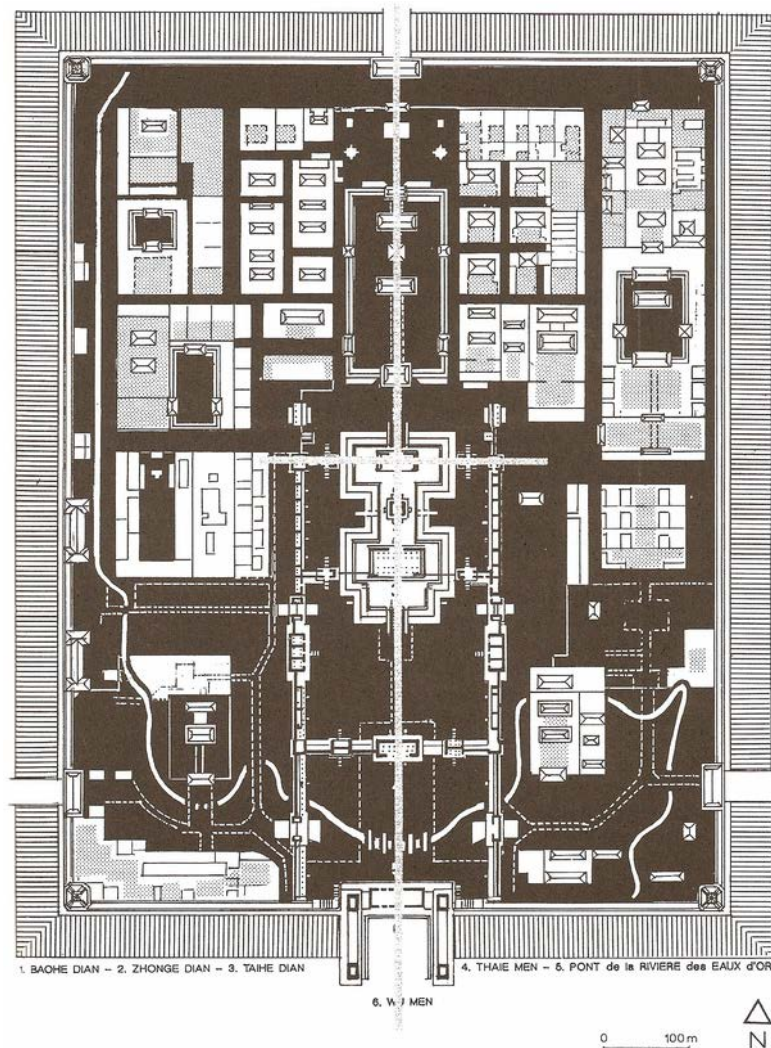 1. BAOHE DIAN – 2. ZHONGE DIAN – 3. TAIHE DIAN
4. THAIE MEN – 5. PONT de la RIVIERE des EAUX d'OR
6. WU MEN
0 100 m
N